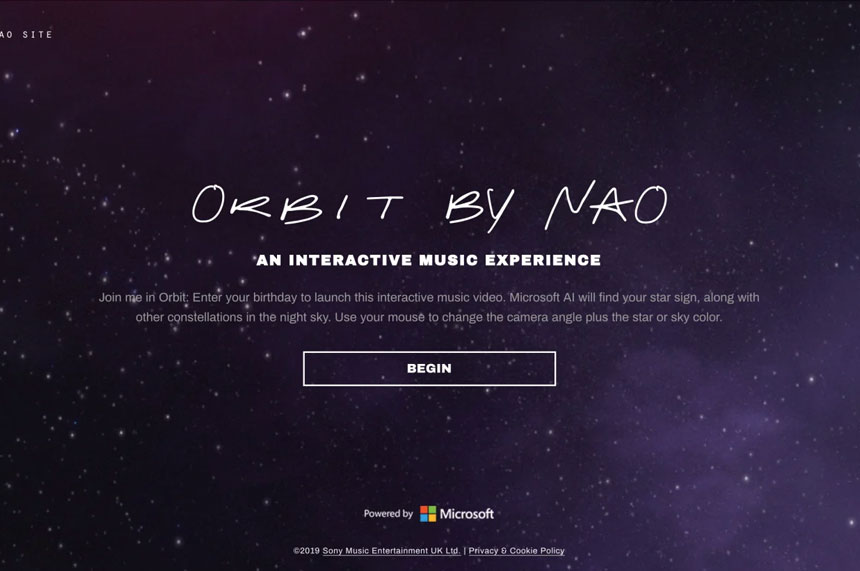 AO SITE
ORBIT BY NAO
AN INTERACTIVE MUSIC EXPERIENCE
Join me in Orbit. Enter your birthday to launch this interactive music video. Microsoft AI will find your star sign, along with
other constellations in the night sky. Use your mouse to change the camera angle plus the star or sky color.
BEGIN
Powered by Microsoft
©2019 Sony Music Entertainment UK Ltd. | Privacy & Cookie Policy